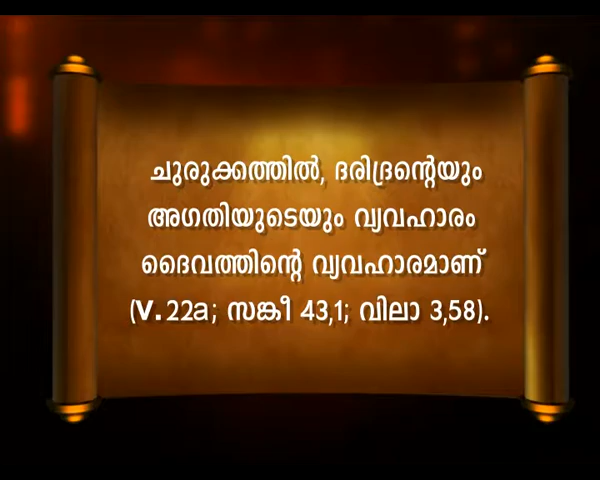 ചുരുക്കത്തിൽ, ദരിദ്രന്റെയും
അഗതിയുടെയും വ്യവഹാരം
ദൈവത്തിന്റെ വ്യവഹാരമാണ്
(V.22a; സങ്കീ 43,1; വിലാ 3,58).